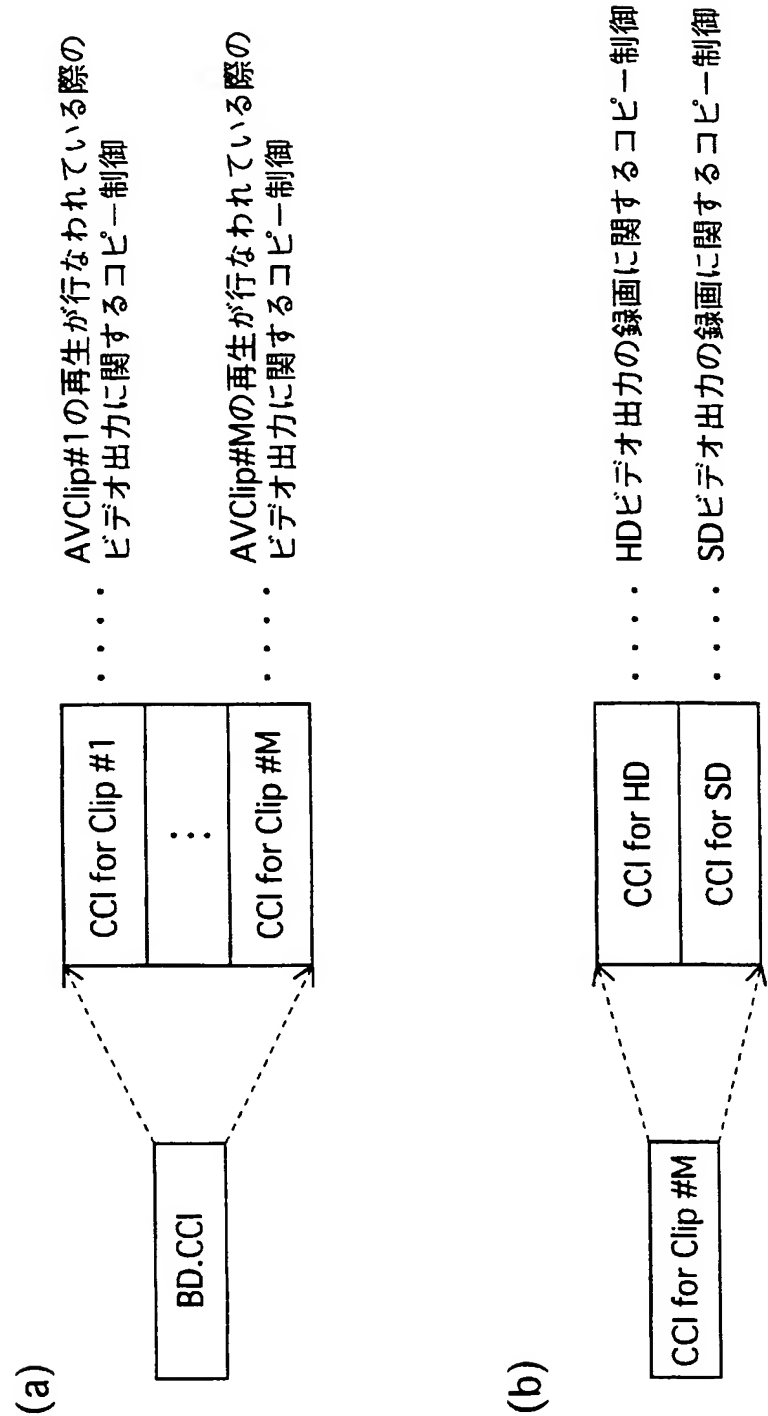 (a)
BD.CCI
CCI for Clip #1
⋮
CCI for Clip #M
‥‥ AVClip#1の再生が行なわれている際の
ビデオ出力に関するコピー制御
‥‥ AVClip#Mの再生が行なわれている際の
ビデオ出力に関するコピー制御
(b)
CCI for Clip #M
CCI for HD
CCI for SD
‥‥ HDビデオ出力の録画に関するコピー制御
‥‥ SDビデオ出力の録画に関するコピー制御